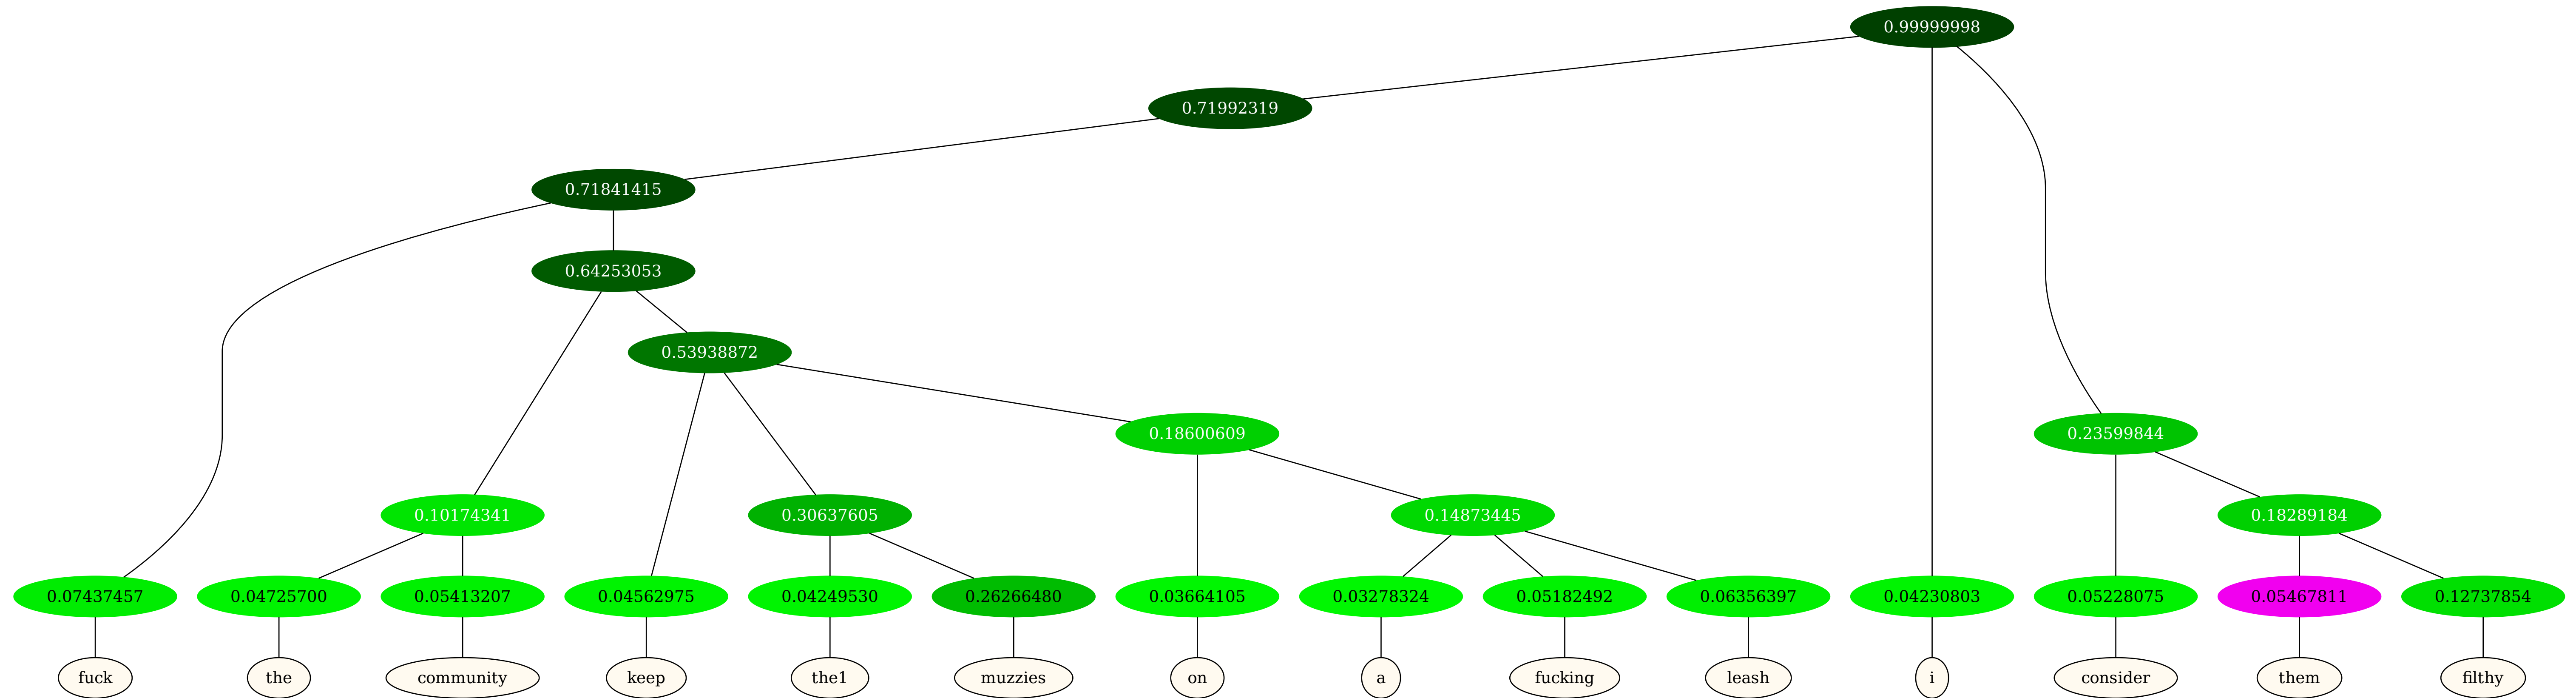 0.99999998
0.71992319
0.71841415
0.64253053
0.53938872
0.18600609 0.23599844
0.10174341 0.30637605 0.14873445 0.18289184
0.07437457 0.04725700 0.05413207 0.04562975 0.04249530 0.26266480 0.03664105 0.03278324 0.05182492 0.06356397 0.04230803 0.05228075 0.05467811 0.12737854
fuck the community keep the1 muzzies on a fucking leash i consider them filthy